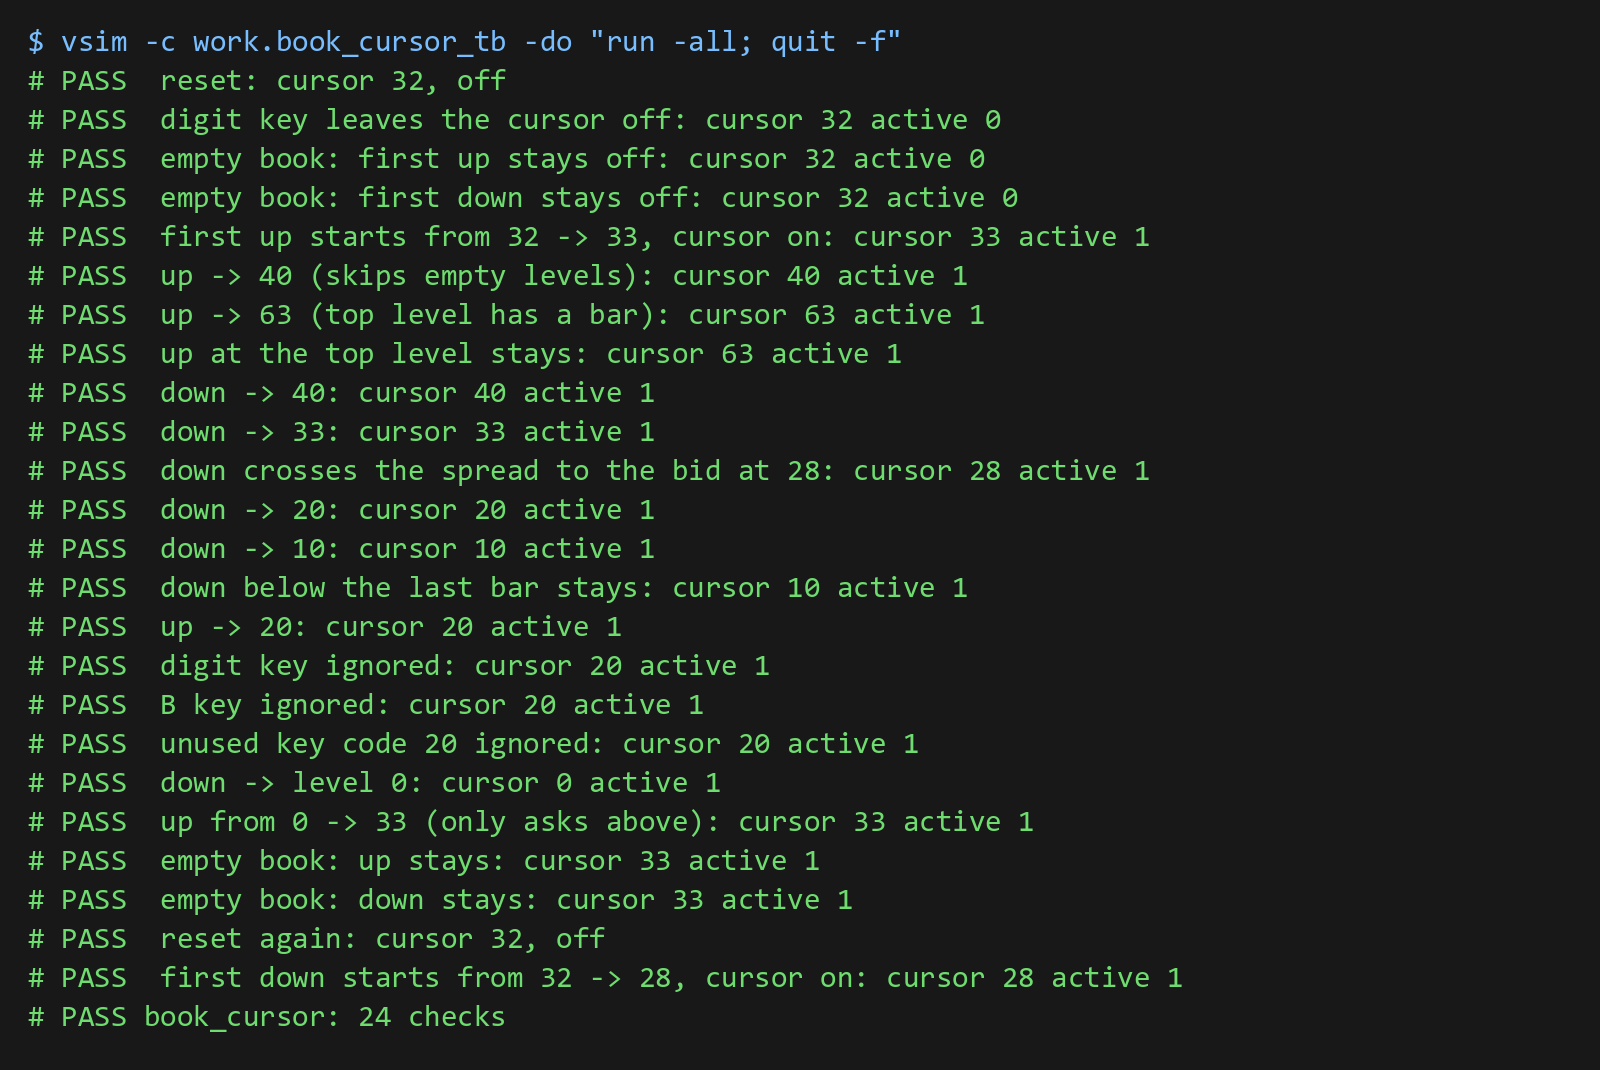 $ vsim -c work.book_cursor_tb -do "run -all; quit -f"
# PASS  reset: cursor 32, off
# PASS  digit key leaves the cursor off: cursor 32 active 0
# PASS  empty book: first up stays off: cursor 32 active 0
# PASS  empty book: first down stays off: cursor 32 active 0
# PASS  first up starts from 32 -> 33, cursor on: cursor 33 active 1
# PASS  up -> 40 (skips empty levels): cursor 40 active 1
# PASS  up -> 63 (top level has a bar): cursor 63 active 1
# PASS  up at the top level stays: cursor 63 active 1
# PASS  down -> 40: cursor 40 active 1
# PASS  down -> 33: cursor 33 active 1
# PASS  down crosses the spread to the bid at 28: cursor 28 active 1
# PASS  down -> 20: cursor 20 active 1
# PASS  down -> 10: cursor 10 active 1
# PASS  down below the last bar stays: cursor 10 active 1
# PASS  up -> 20: cursor 20 active 1
# PASS  digit key ignored: cursor 20 active 1
# PASS  B key ignored: cursor 20 active 1
# PASS  unused key code 20 ignored: cursor 20 active 1
# PASS  down -> level 0: cursor 0 active 1
# PASS  up from 0 -> 33 (only asks above): cursor 33 active 1
# PASS  empty book: up stays: cursor 33 active 1
# PASS  empty book: down stays: cursor 33 active 1
# PASS  reset again: cursor 32, off
# PASS  first down starts from 32 -> 28, cursor on: cursor 28 active 1
# PASS book_cursor: 24 checks